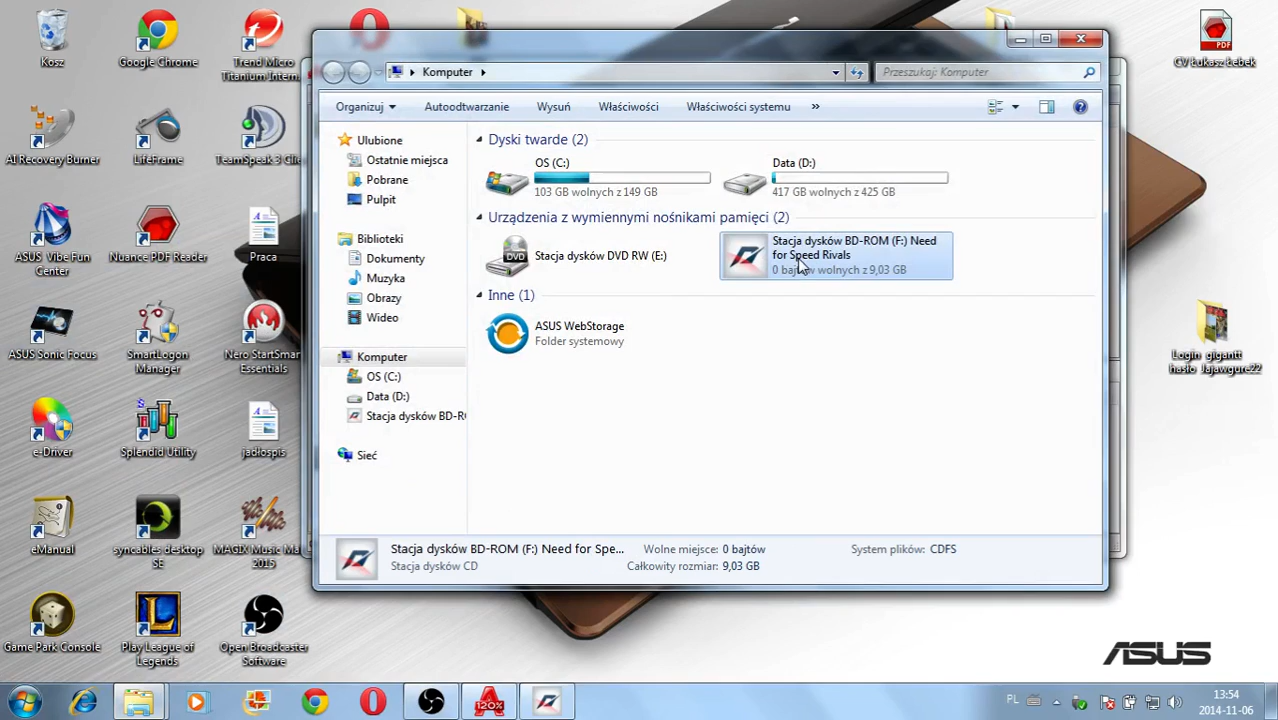 Kosz
Google Chrome
Trend Micro
Titanium Intern...
CV Łukasz Łebek
PDF
Komputer
Przeszukaj: Komputer
Organizuj
Autoodtwarzanie
Wysuń
Właściwości
Właściwości systemu
»
Ulubione
Ostatnie miejsca
Pobrane
Pulpit
Biblioteki
Dokumenty
Muzyka
Obrazy
Wideo
Komputer
OS (C:)
Data (D:)
Stacja dysków BD-R
Sieć
Dyski twarde (2)
OS (C:)
103 GB wolnych z 149 GB
Data (D:)
417 GB wolnych z 425 GB
Urządzenia z wymiennymi nośnikami pamięci (2)
DVD
Stacja dysków DVD RW (E:)
Stacja dysków BD-ROM (F:) Need
for Speed Rivals
0 bajtów wolnych z 9,03 GB
Inne (1)
ASUS WebStorage
Folder systemowy
Stacja dysków BD-ROM (F:) Need for Spe...
Stacja dysków CD
Wolne miejsce: 0 bajtów
Całkowity rozmiar: 9,03 GB
System plików: CDFS
AI Recovery Burner
LifeFrame
TeamSpeak 3 Clie
ASUS Vibe Fun
Center
Nuance PDF Reader
Praca
ASUS Sonic Focus
SmartLogon
Manager
Nero StartSmar
Essentials
Login gigantt
hasło lajawgure22
e-Driver
Splendid Utility
jadłospis
eManual
syncables desktop
SE
MAGIX Music Ma
2015
Game Park Console
Play League of
Legends
Open Broadcaster
Software
ASUS
120%
PL
13:54
2014-11-06